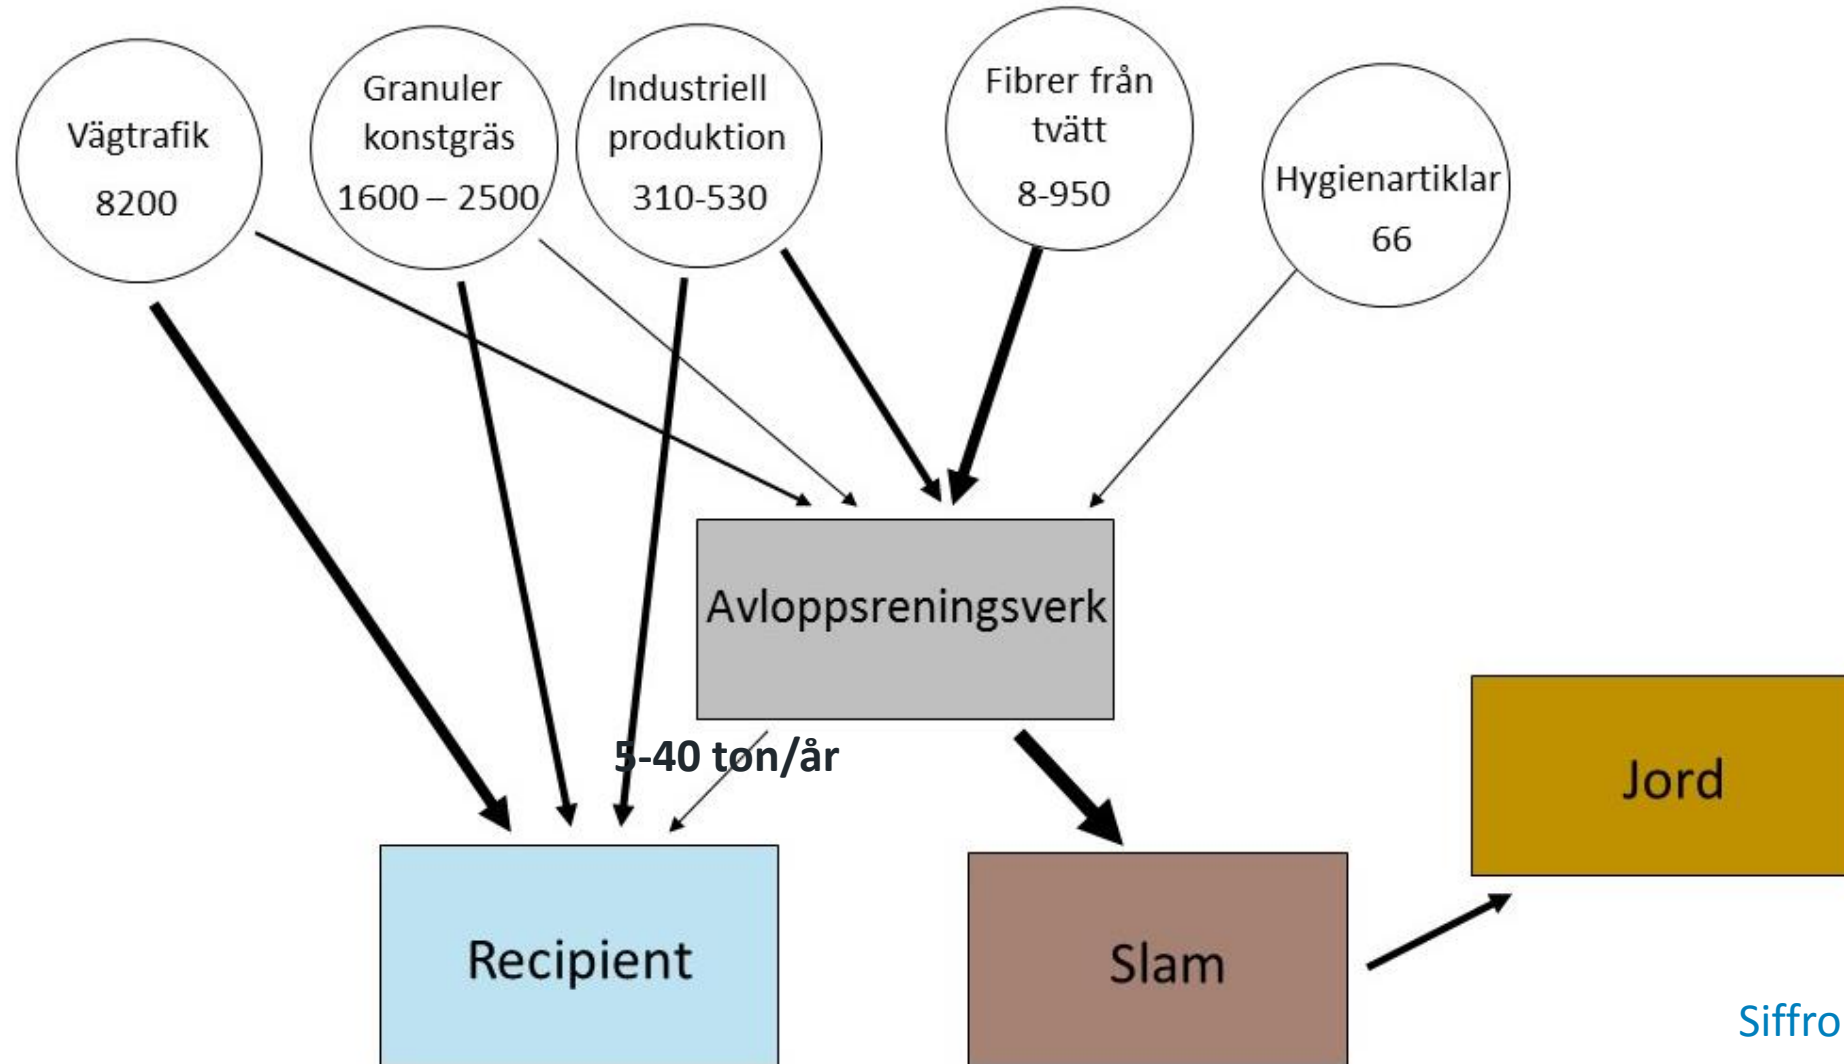 Vägtrafik
8200
Granuler
konstgräs
1600 – 2500
Industriell
produktion
310-530
Fibrer från
tvätt
8-950
Hygienartiklar
66
Avloppsreningsverk
5-40 ton/år
Jord
Recipient
Slam
Siffro